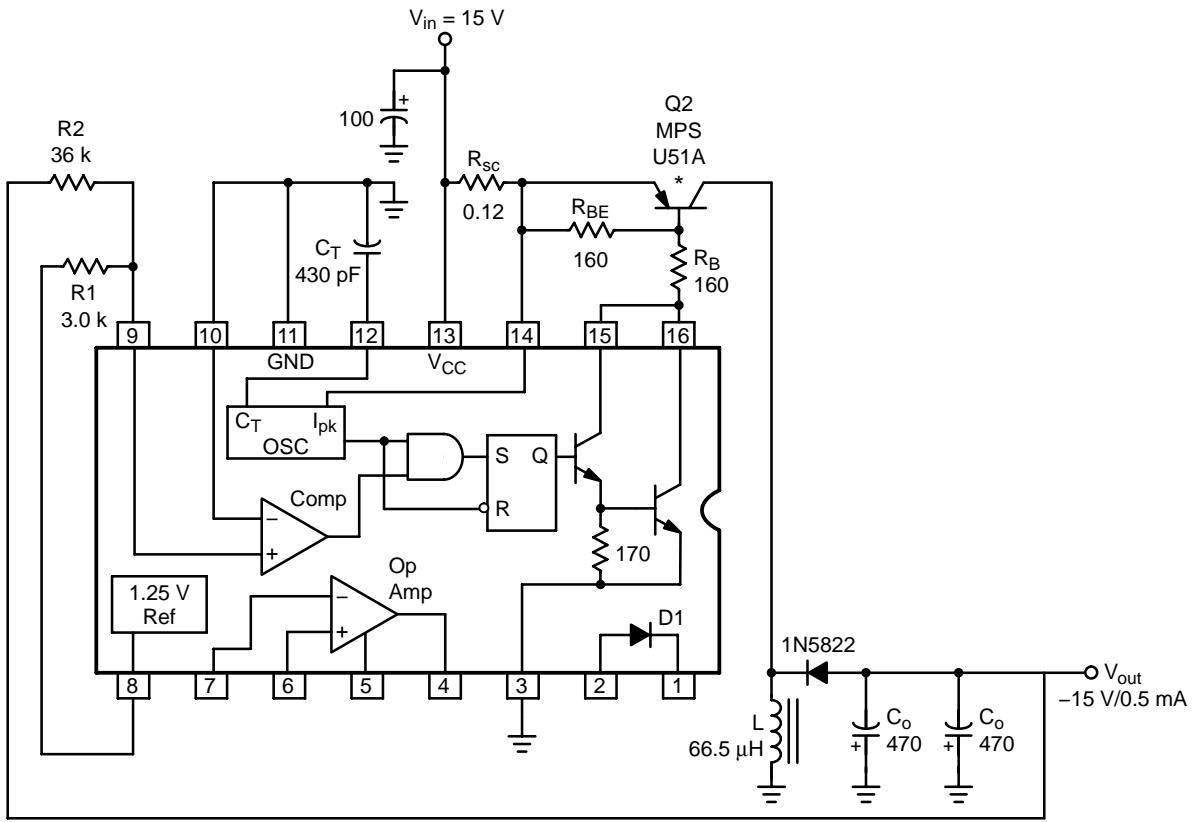 V_in = 15 V
100
+
Q2
MPS
U51A
*
R2
36 k
R_sc
0.12
R_BE
160
R_B
160
C_T
430 pF
R1
3.0 k
9
10
11
12
13
14
15
16
GND
V_CC
C_T
I_pk
OSC
S
Q
R
Comp
−
+
170
1.25 V
Ref
Op
Amp
−
+
D1
1N5822
8
7
6
5
4
3
2
1
V_out
−15 V/0.5 mA
L
66.5 μH
C_o
470
+
C_o
470
+